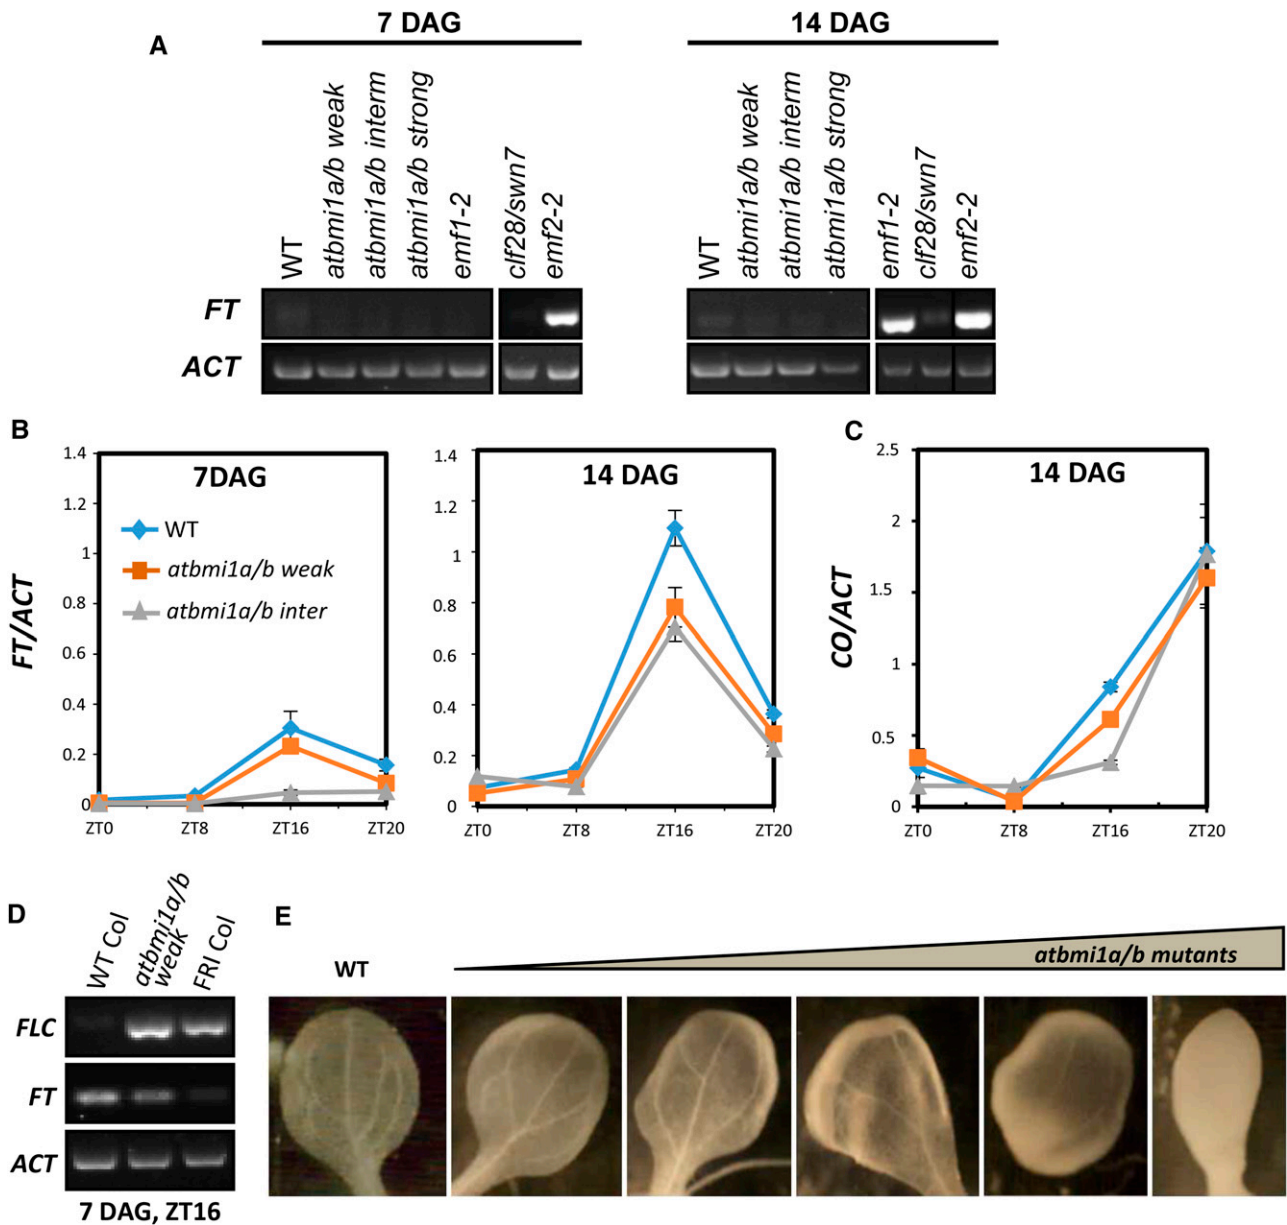 7 DAG
14 DAG
A
WT
atbmi1a/b weak
atbmi1a/b interm
atbmi1a/b strong
emf1-2
clf28/swn7
emf2-2
WT
atbmi1a/b weak
atbmi1a/b interm
atbmi1a/b strong
emf1-2
clf28/swn7
emf2-2
FT
ACT
B
FT/ACT
7DAG
1.4
1.2
1
0.8
0.6
0.4
0.2
0
WT
atbmi1a/b weak
atbmi1a/b inter
ZT0 ZT8 ZT16 ZT20
14 DAG
1.4
1.2
1
0.8
0.6
0.4
0.2
0
ZT0 ZT8 ZT16 ZT20
C
CO/ACT
14 DAG
2.5
2
1.5
1
0.5
0
ZT0 ZT8 ZT16 ZT20
D
WT Col
atbmi1a/b
weak
FRI Col
FLC
FT
ACT
7 DAG, ZT16
E
WT
atbmi1a/b mutants